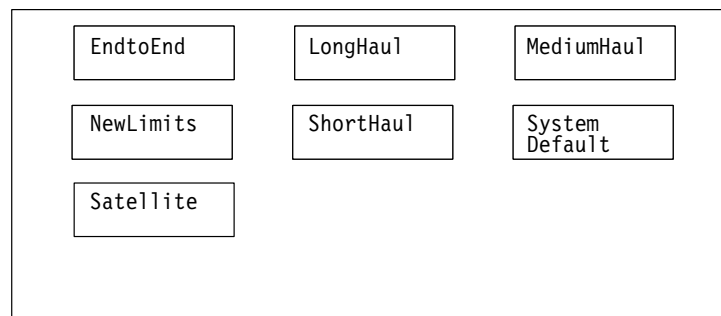 EndtoEnd
LongHaul
MediumHaul
NewLimits
ShortHaul
System
Default
Satellite